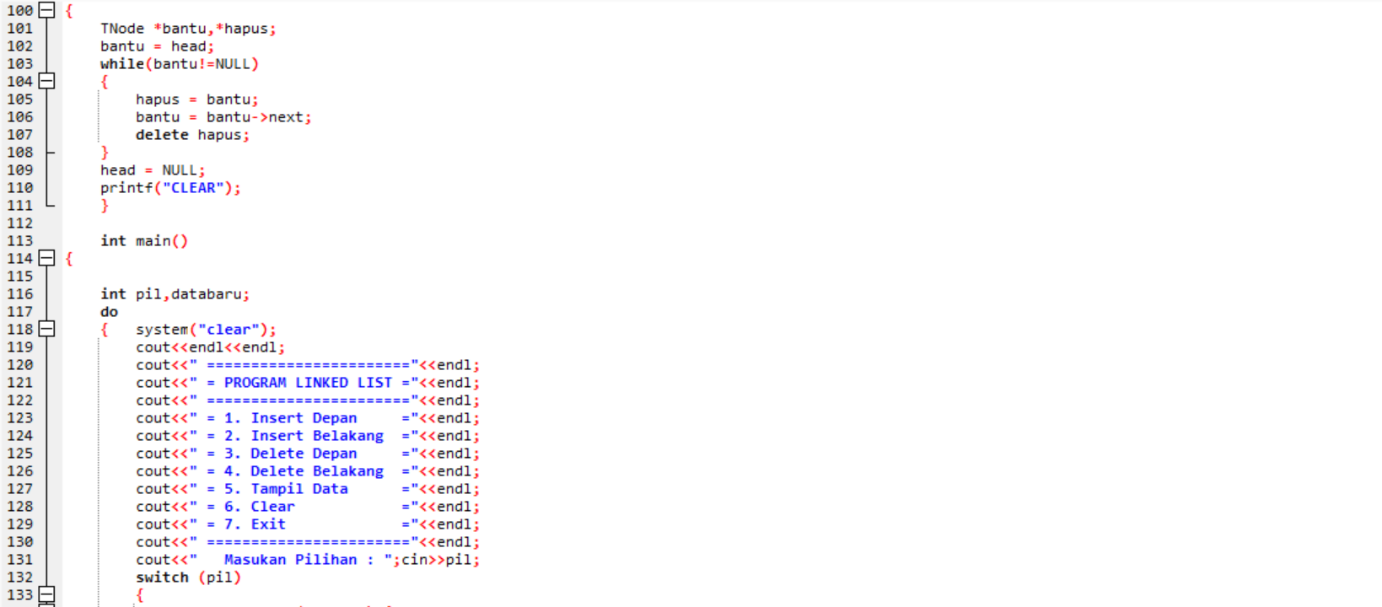 100 {
101 TNode *bantu,*hapus;
102 bantu = head;
103 while(bantu!=NULL)
104 {
105 hapus = bantu;
106 bantu = bantu->next;
107 delete hapus;
108 }
109 head = NULL;
110 printf("CLEAR");
111 }
112
113 int main()
114 {
115
116 int pil,databaru;
117 do
118 { system("clear");
119 cout<<endl<<endl;
120 cout<<" ======================="<<endl;
121 cout<<" = PROGRAM LINKED LIST ="<<endl;
122 cout<<" ======================="<<endl;
123 cout<<" = 1. Insert Depan     ="<<endl;
124 cout<<" = 2. Insert Belakang  ="<<endl;
125 cout<<" = 3. Delete Depan     ="<<endl;
126 cout<<" = 4. Delete Belakang  ="<<endl;
127 cout<<" = 5. Tampil Data      ="<<endl;
128 cout<<" = 6. Clear            ="<<endl;
129 cout<<" = 7. Exit             ="<<endl;
130 cout<<" ======================="<<endl;
131 cout<<"   Masukan Pilihan : ";cin>>pil;
132 switch (pil)
133 {